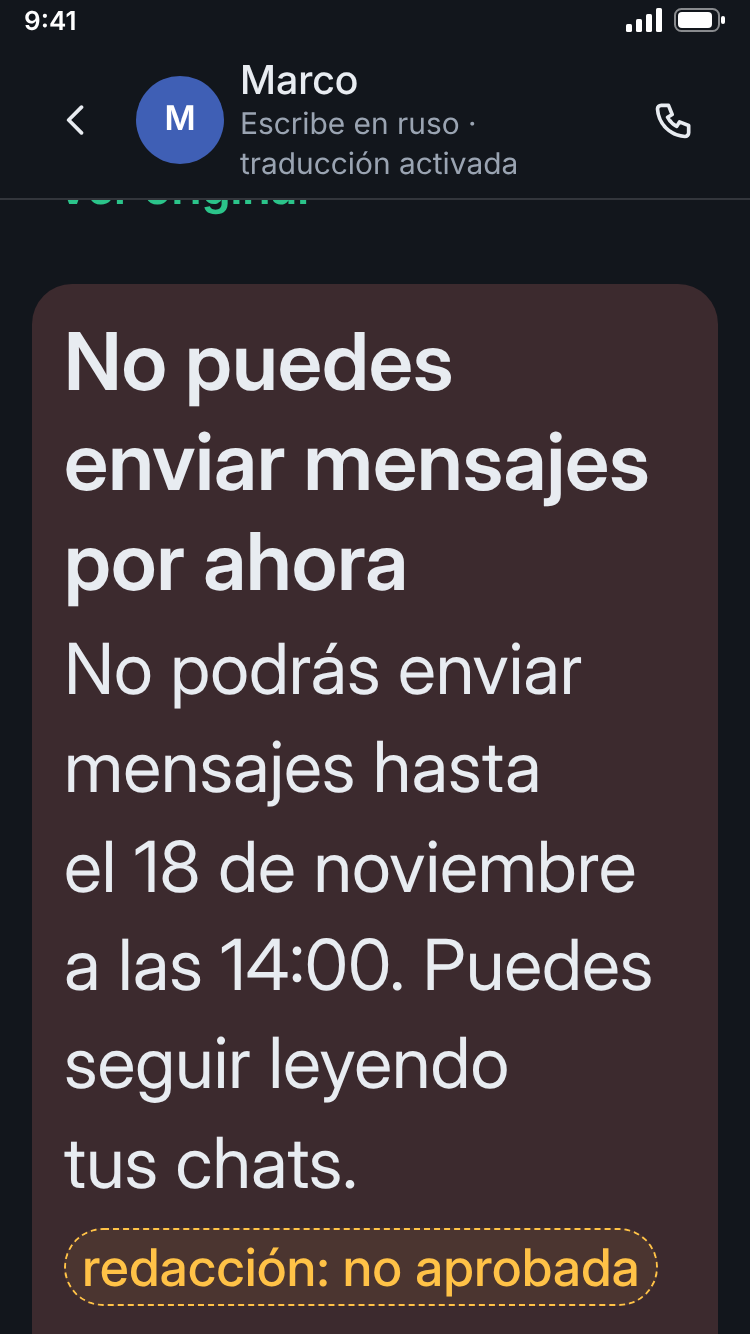 9:41
M
Marco
Escribe en ruso ·
traducción activada
No puedes
enviar mensajes
por ahora
No podrás enviar
mensajes hasta
el 18 de noviembre
a las 14:00. Puedes
seguir leyendo
tus chats.
redacción: no aprobada